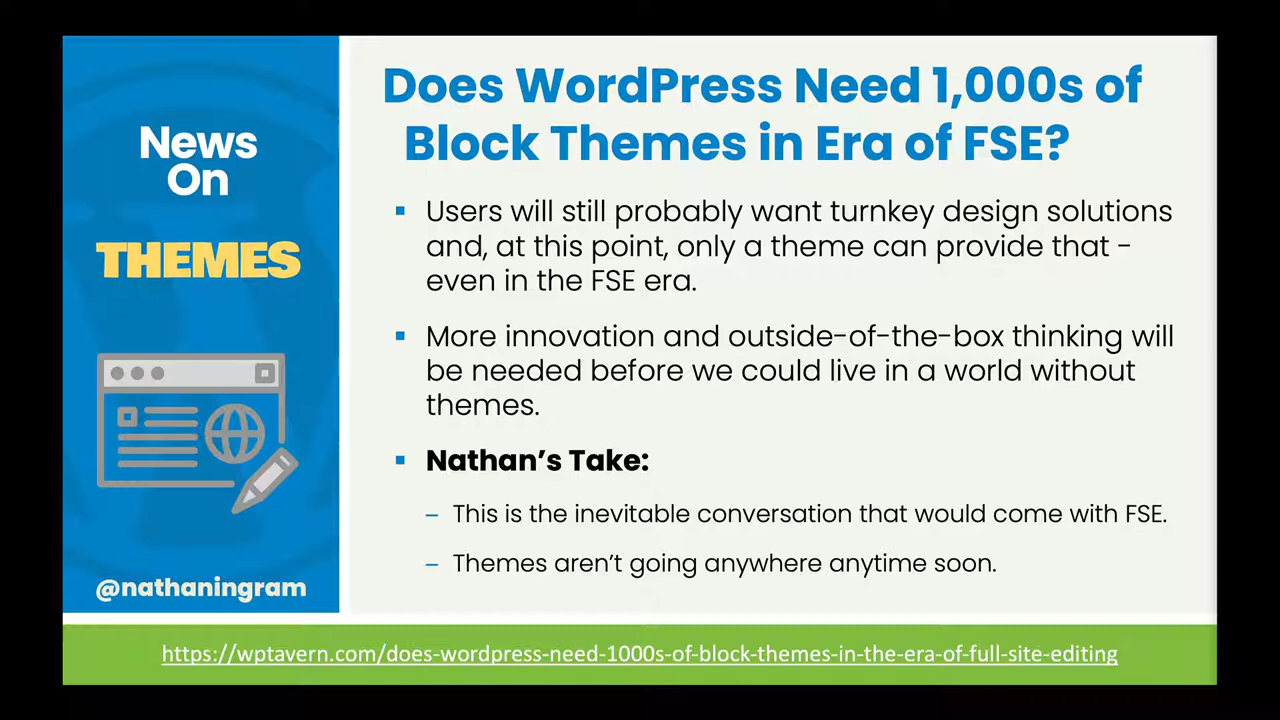 News
On
THEMES
@nathaningram
Does WordPress Need 1,000s of
Block Themes in Era of FSE?
▪ Users will still probably want turnkey design solutions
and, at this point, only a theme can provide that -
even in the FSE era.
▪ More innovation and outside-of-the-box thinking will
be needed before we could live in a world without
themes.
▪ Nathan’s Take:
– This is the inevitable conversation that would come with FSE.
– Themes aren’t going anywhere anytime soon.
https://wptavern.com/does-wordpress-need-1000s-of-block-themes-in-the-era-of-full-site-editing